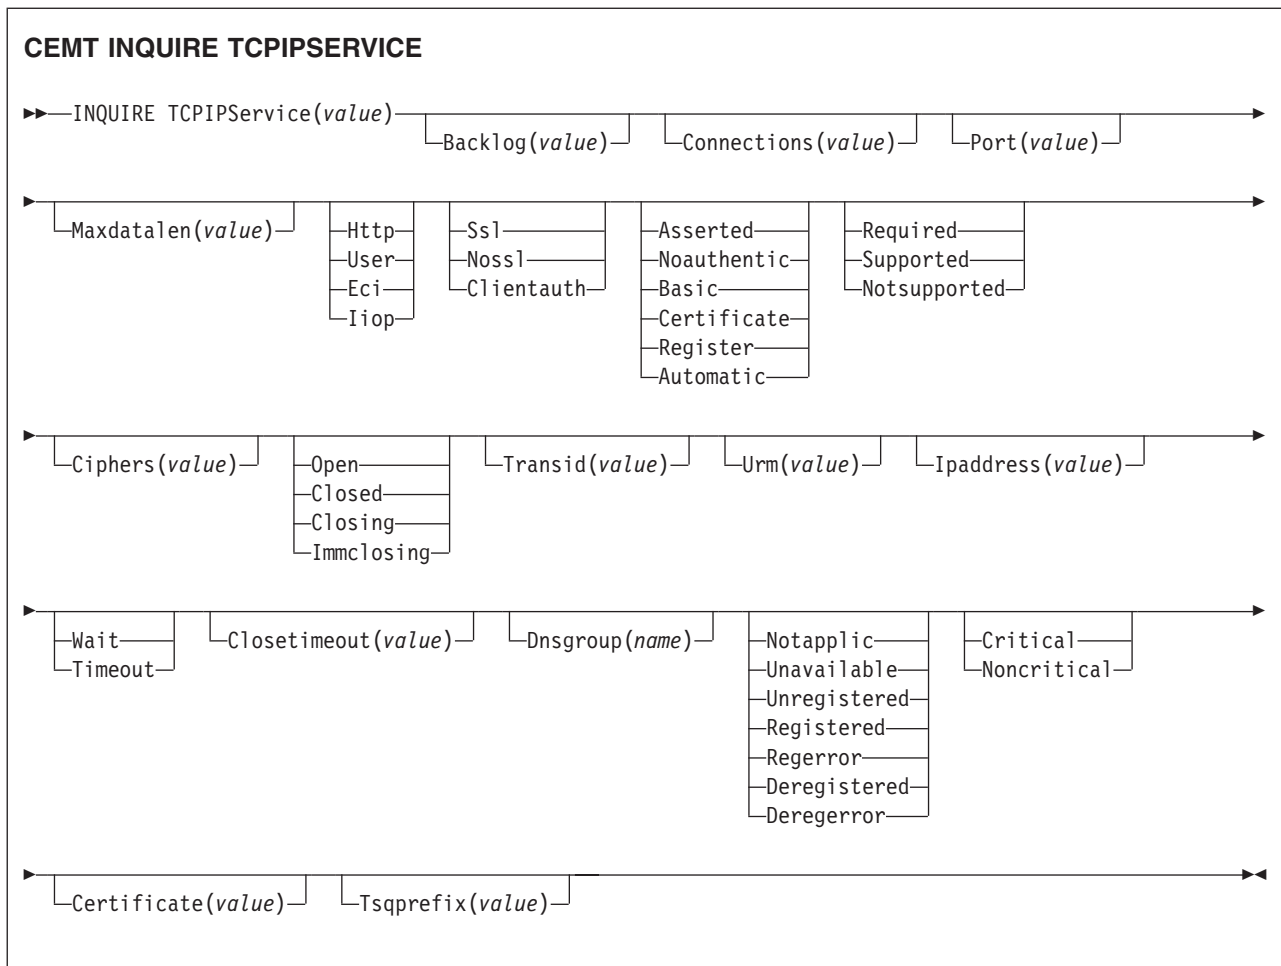 CEMT INQUIRE TCPIPSERVICE
INQUIRE TCPIPService(value)
Backlog(value)
Connections(value)
Port(value)
Maxdatalen(value)
Http
User
Eci
Iiop
Ssl
Nossl
Clientauth
Asserted
Noauthentic
Basic
Certificate
Register
Automatic
Required
Supported
Notsupported
Ciphers(value)
Open
Closed
Closing
Immclosing
Transid(value)
Urm(value)
Ipaddress(value)
Wait
Timeout
Closetimeout(value)
Dnsgroup(name)
Notapplic
Unavailable
Unregistered
Registered
Regerror
Deregistered
Deregerror
Critical
Noncritical
Certificate(value)
Tsqprefix(value)